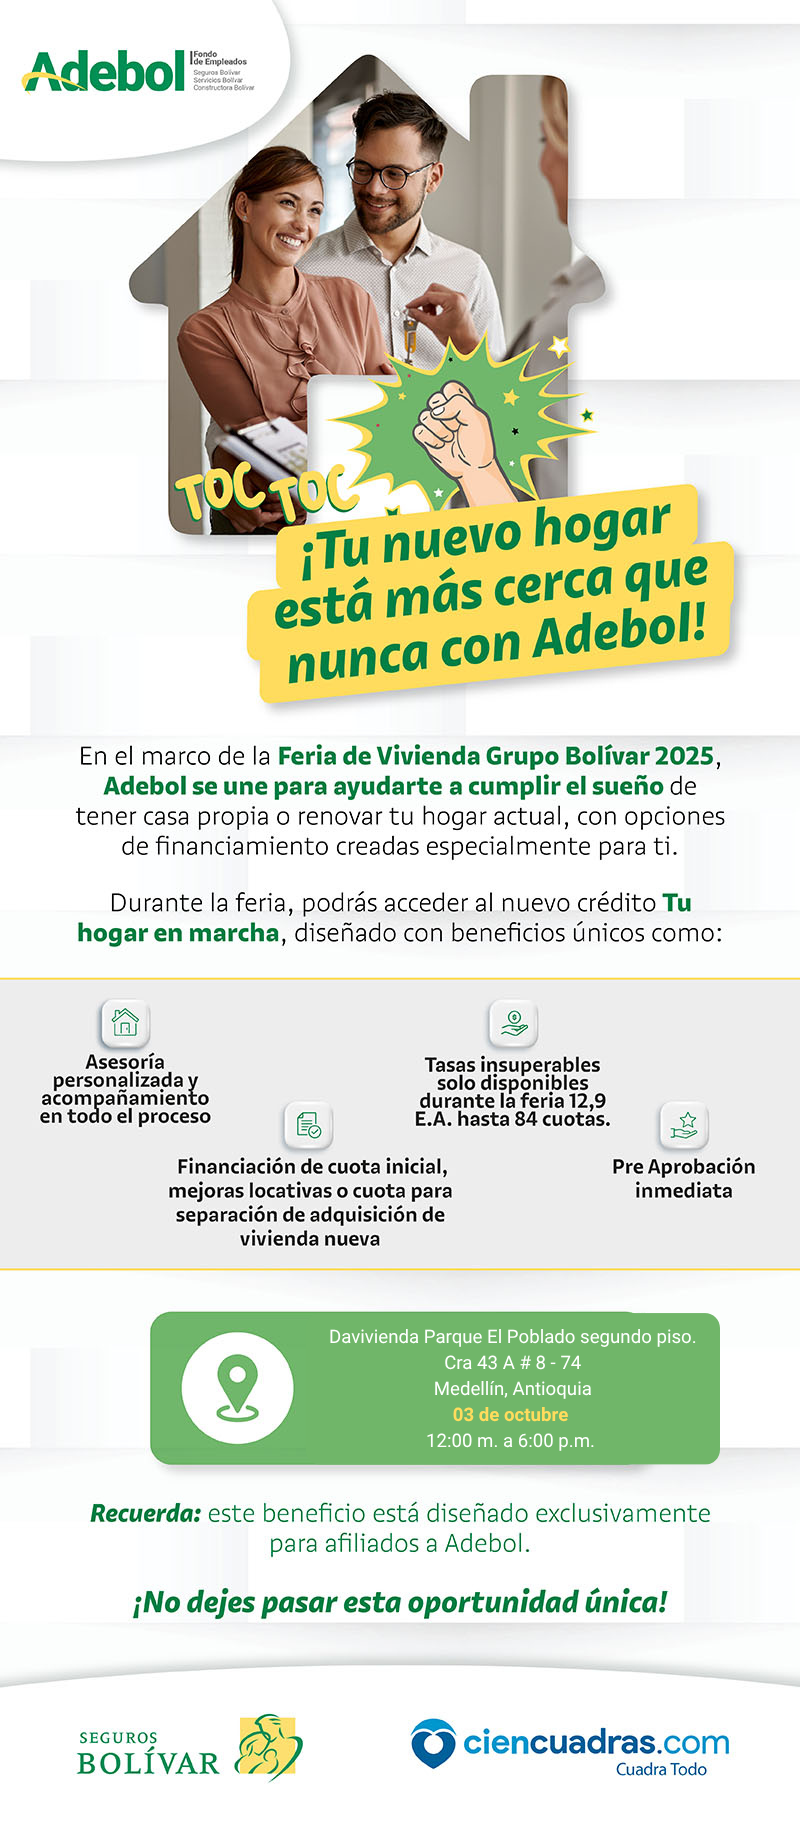 Adebol
Fondo
de Empleados
Seguros Bolívar
Servicios Bolívar
Constructora Bolívar
TOC TOC
¡Tu nuevo hogar
está más cerca que
nunca con Adebol!
En el marco de la Feria de Vivienda Grupo Bolívar 2025,
Adebol se une para ayudarte a cumplir el sueño de
tener casa propia o renovar tu hogar actual, con opciones
de financiamiento creadas especialmente para ti.
Durante la feria, podrás acceder al nuevo crédito Tu
hogar en marcha, diseñado con beneficios únicos como:
Asesoría
personalizada y
acompañamiento
en todo el proceso
Financiación de cuota inicial,
mejoras locativas o cuota para
separación de adquisición de
vivienda nueva
Tasas insuperables
solo disponibles
durante la feria 12,9
E.A. hasta 84 cuotas.
Pre Aprobación
inmediata
Davivienda Parque El Poblado segundo piso.
Cra 43 A # 8 - 74
Medellín, Antioquia
03 de octubre
12:00 m. a 6:00 p.m.
Recuerda: este beneficio está diseñado exclusivamente
para afiliados a Adebol.
¡No dejes pasar esta oportunidad única!
SEGUROS
BOLÍVAR
ciencuadras.com
Cuadra Todo